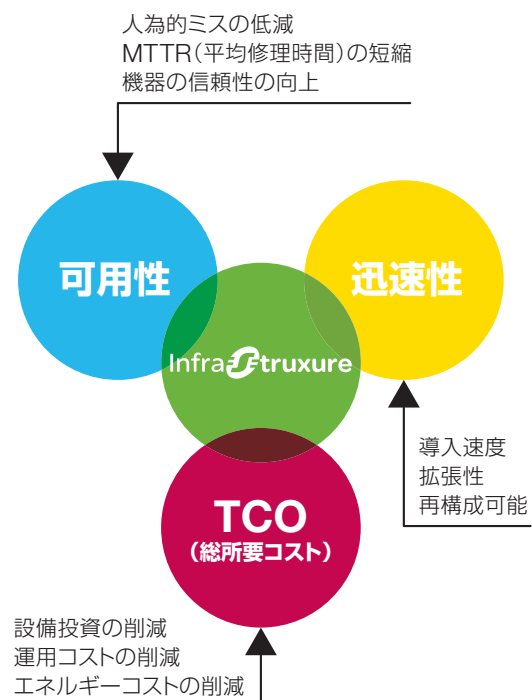 人為的ミスの低減
MTTR（平均修理時間）の短縮
機器の信頼性の向上
可用性
迅速性
InfraStruxure
導入速度
拡張性
再構成可能
TCO
（総所要コスト）
設備投資の削減
運用コストの削減
エネルギーコストの削減